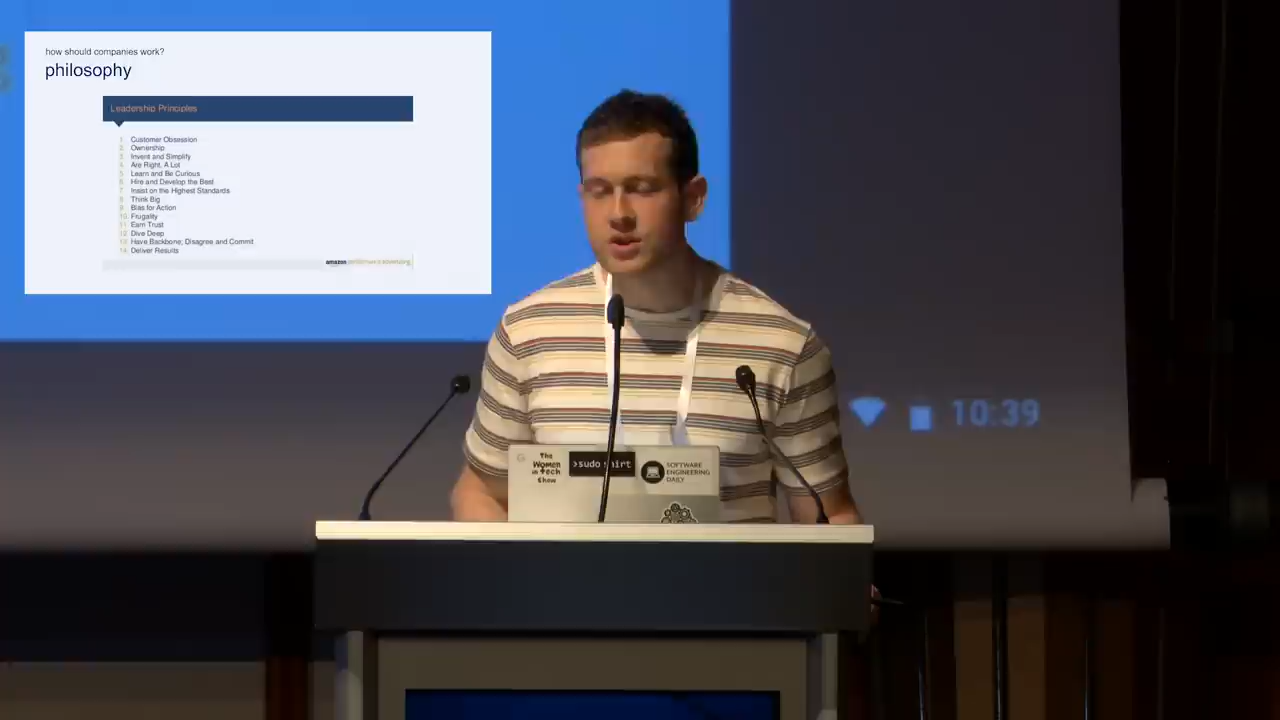 how should companies work?
philosophy
Leadership Principles
1. Customer Obsession
2. Ownership
3. Invent and Simplify
4. Are Right, A Lot
5. Learn and Be Curious
6. Hire and Develop the Best
7. Insist on the Highest Standards
8. Think Big
9. Bias for Action
10. Frugality
11. Earn Trust
12. Dive Deep
13. Have Backbone; Disagree and Commit
14. Deliver Results
amazon
10:39
The
Women
in Tech
Show
>sudo
SOFTWARE
ENGINEERING
DAILY